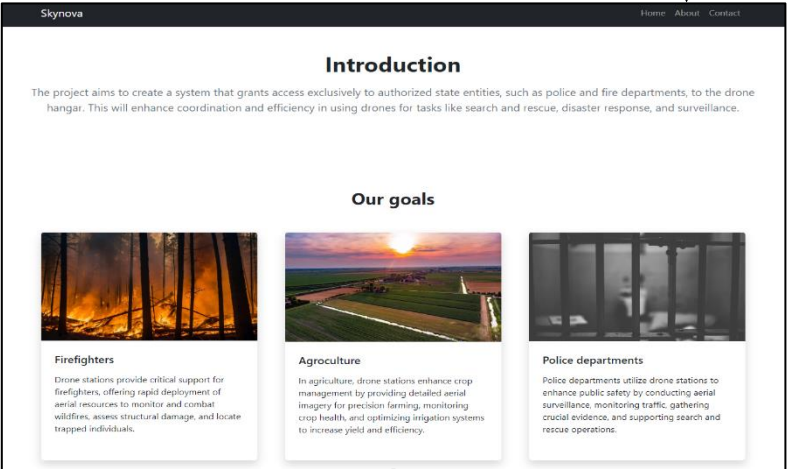 Skynova
Home About Contact
Introduction
The project aims to create a system that grants access exclusively to authorized state entities, such as police and fire departments, to the drone
hangar. This will enhance coordination and efficiency in using drones for tasks like search and rescue, disaster response, and surveillance.
Our goals
Firefighters
Drone stations provide critical support for
firefighters, offering rapid deployment of
aerial resources to monitor and combat
wildfires, assess structural damage, and locate
trapped individuals.
Agroculture
In agriculture, drone stations enhance crop
management by providing detailed aerial
imagery for precision farming, monitoring
crop health, and optimizing irrigation systems
to increase yield and efficiency.
Police departments
Police departments utilize drone stations to
enhance public safety by conducting aerial
surveillance, monitoring traffic, gathering
crucial evidence, and supporting search and
rescue operations.